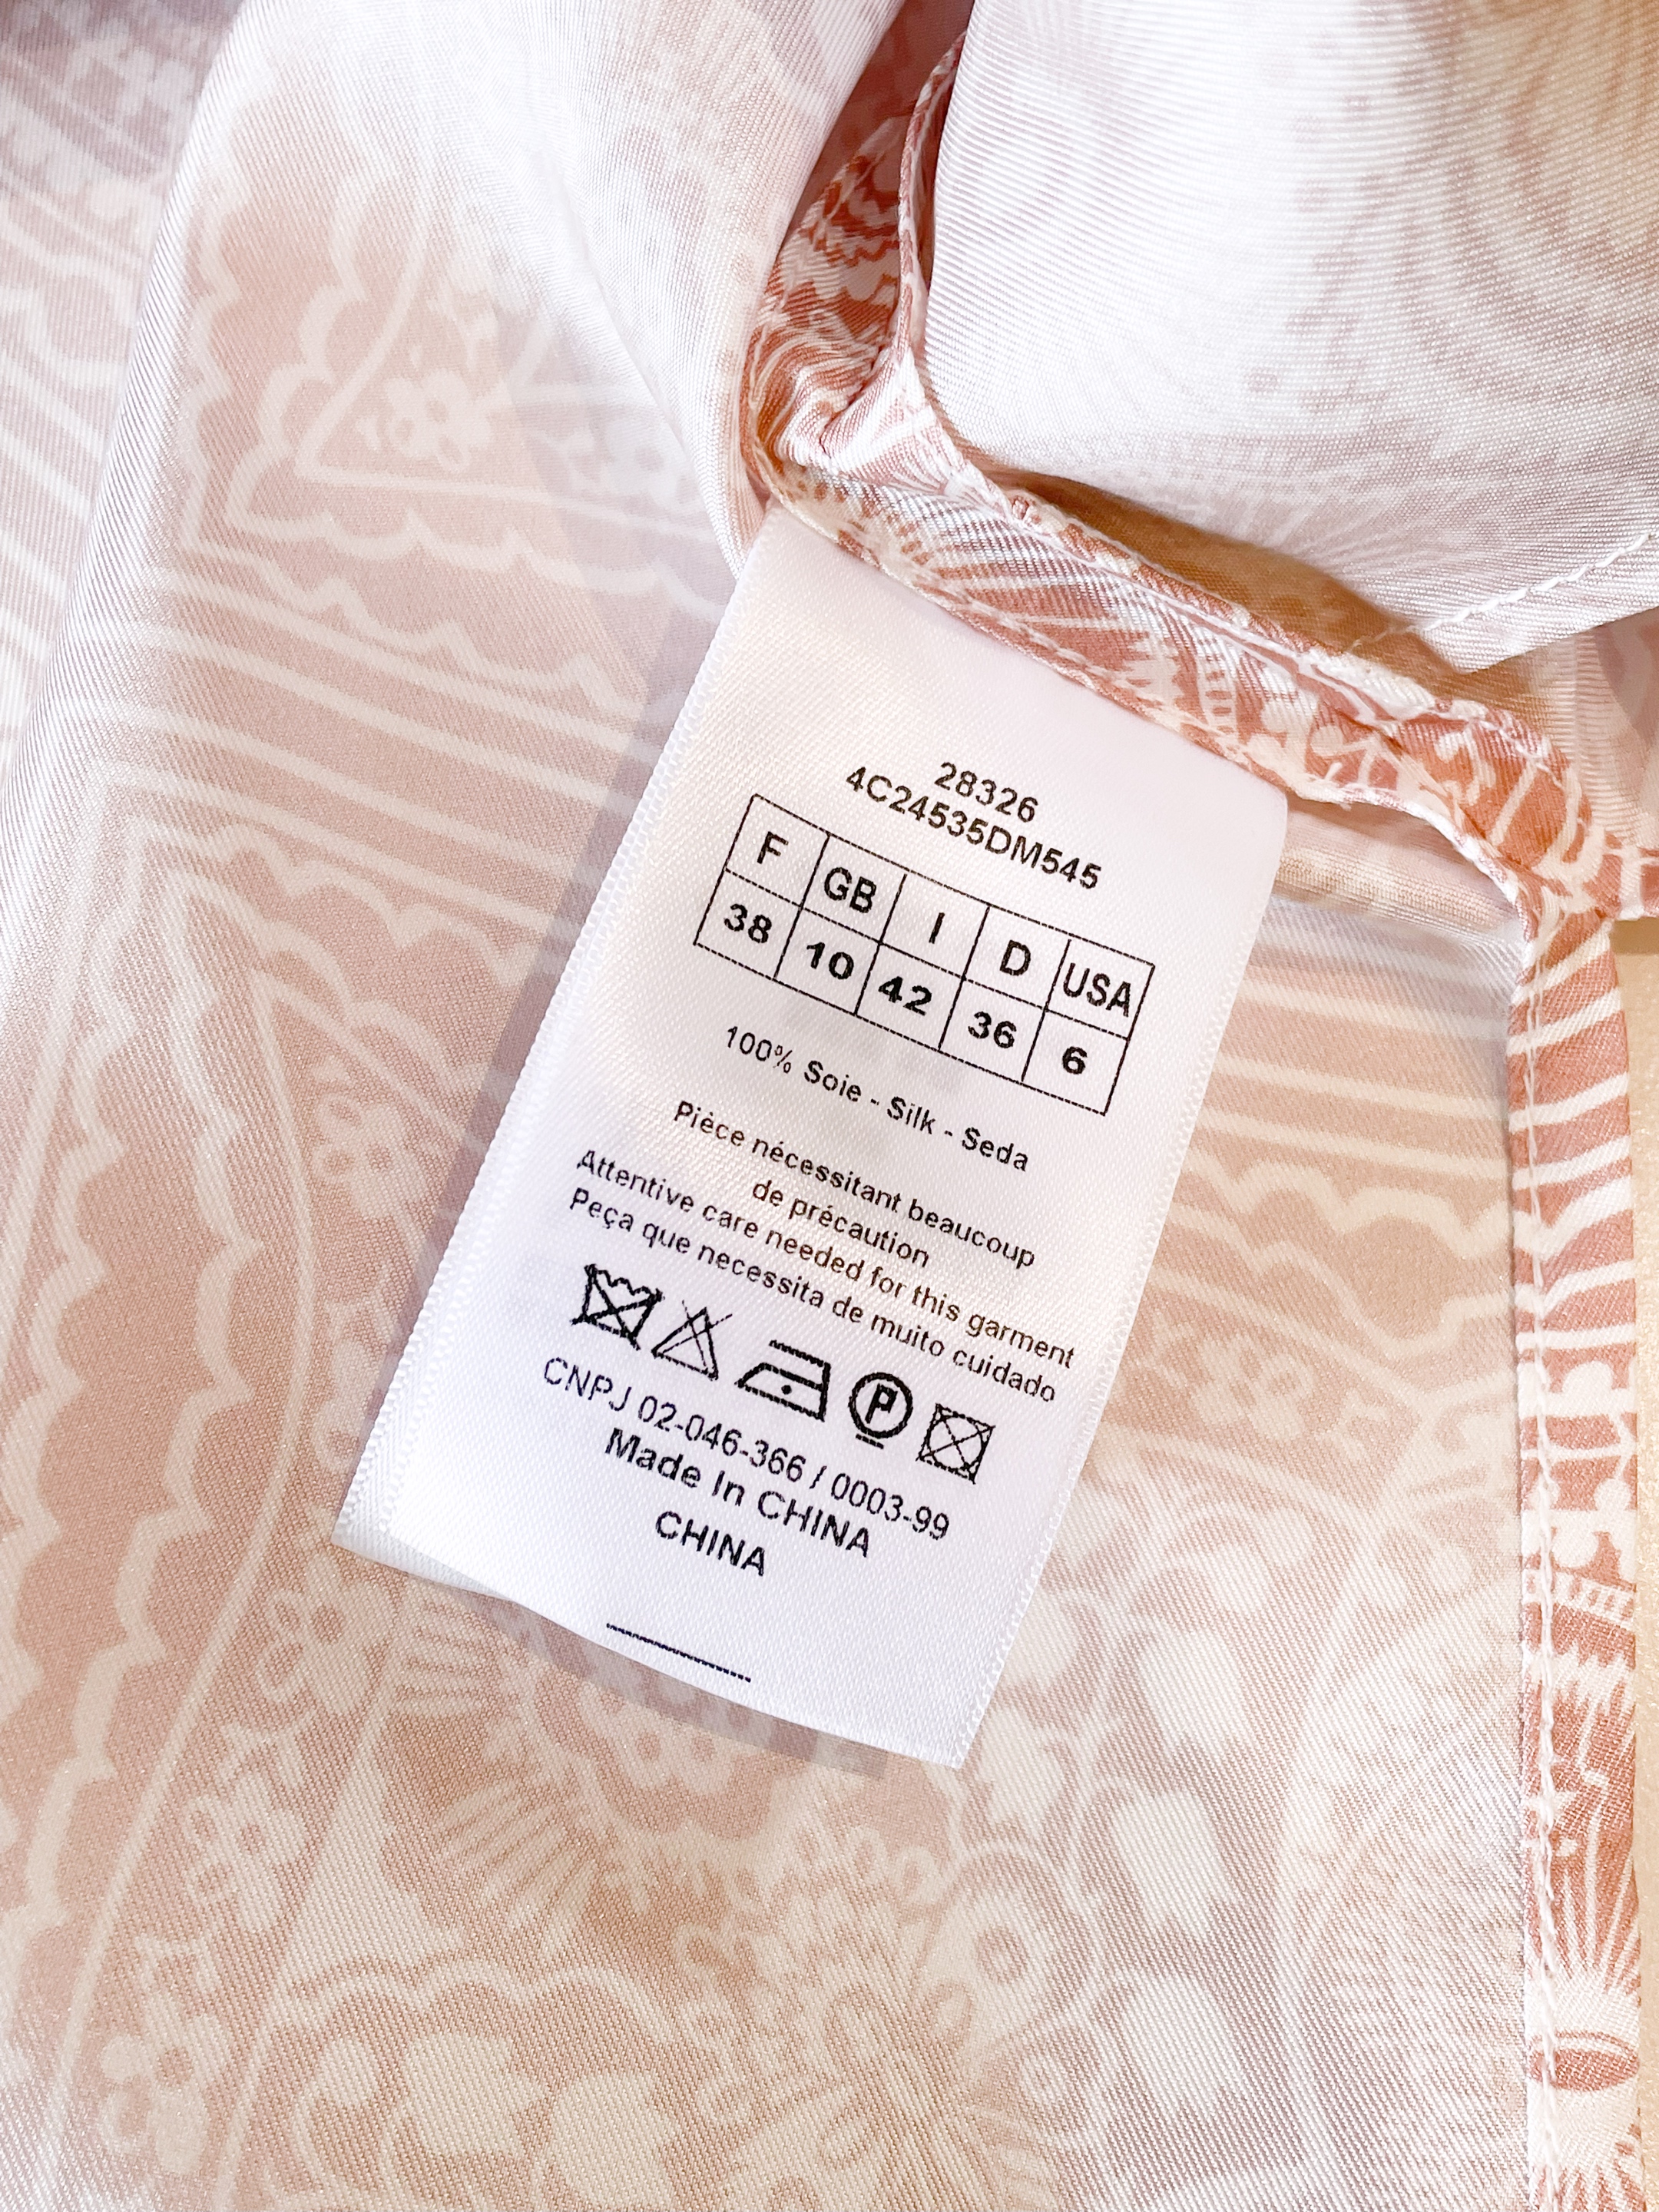 28326
4C24535DM545
F GB I D USA
38 10 42 36 6
100% Soie - Silk - Seda
Pièce nécessitant beaucoup
de précaution
Attentive care needed for this garment
Peça que necessita de muito cuidado
P
CNPJ 02-046-366 / 0003-99
Made In CHINA
CHINA